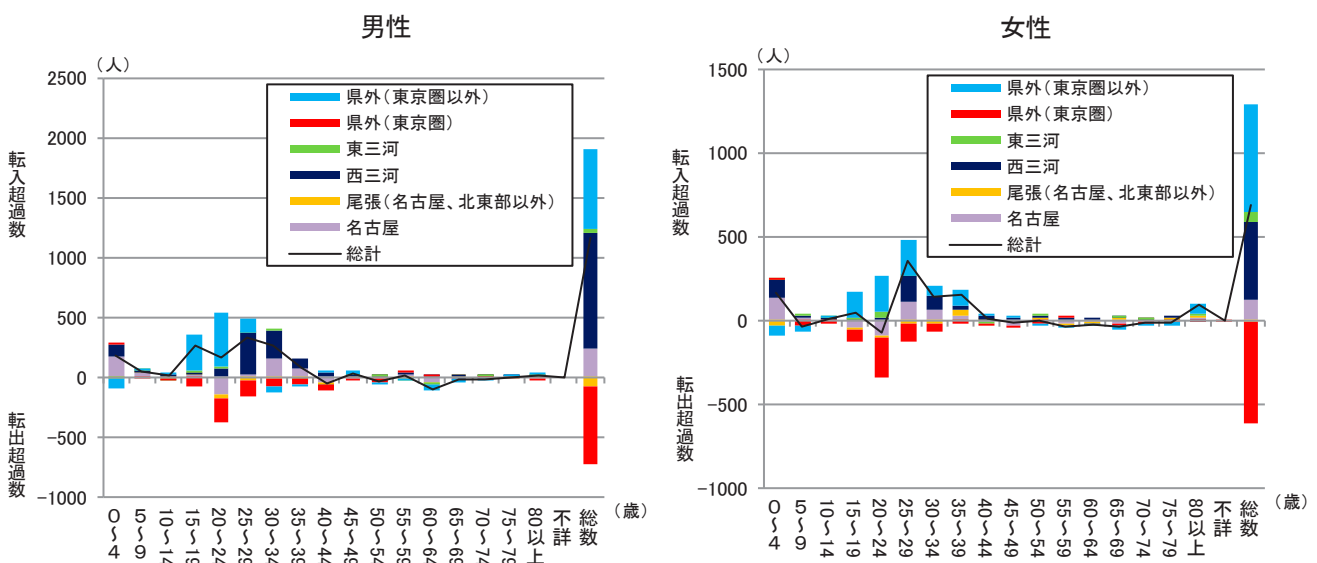 男性
(人)
2500
2000
1500
1000
500
0
-500
-1000
転入超過数
転出超過数
県外(東京圏以外)
県外(東京圏)
東三河
西三河
尾張(名古屋、北東部以外)
名古屋
総計
0~4
5~9
10~14
15~19
20~24
25~29
30~34
35~39
40~44
45~49
50~54
55~59
60~64
65~69
70~74
75~79
80以上
不詳
総数
(歳)
女性
(人)
1500
1000
500
0
-500
-1000
転入超過数
転出超過数
県外(東京圏以外)
県外(東京圏)
東三河
西三河
尾張(名古屋、北東部以外)
名古屋
総計
0~4
5~9
10~14
15~19
20~24
25~29
30~34
35~39
40~44
45~49
50~54
55~59
60~64
65~69
70~74
75~79
80以上
不詳
総数
(歳)